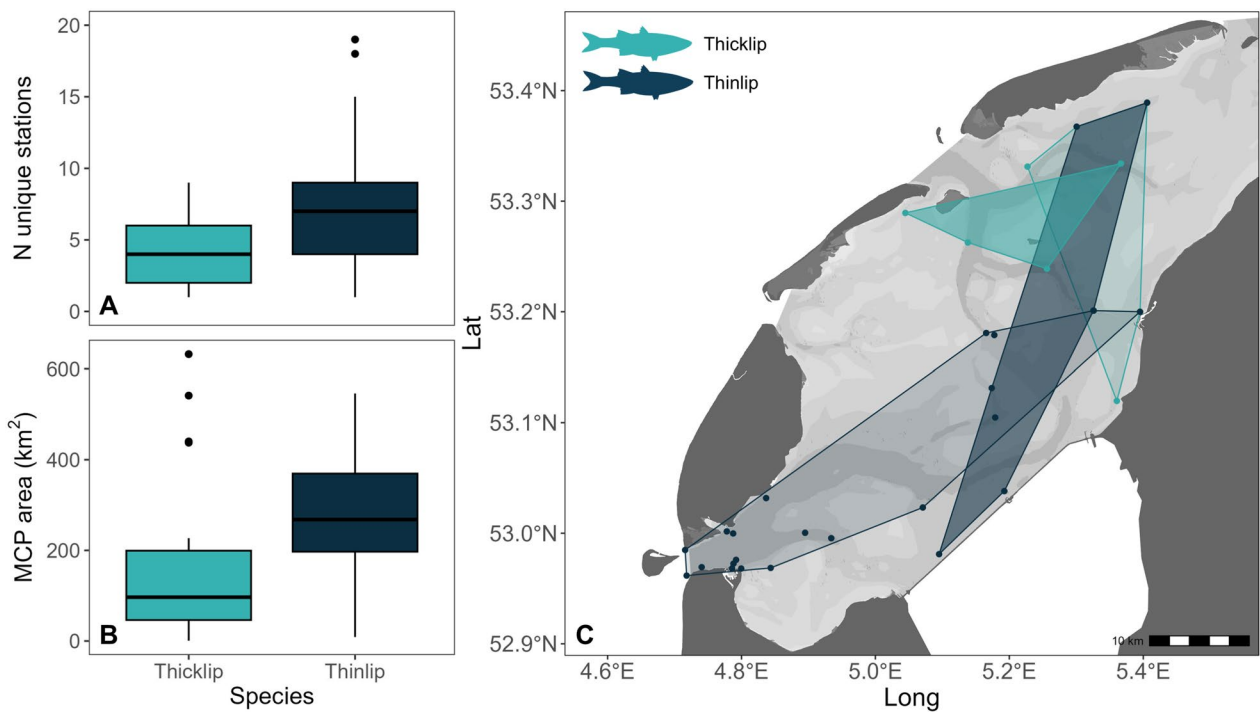 20
15
10
5
0
N unique stations
A
600
400
200
0
MCP area (km²)
B
Thicklip
Thinlip
Species
Thicklip
Thinlip
53.4°N
53.3°N
53.2°N
53.1°N
53.0°N
52.9°N
Lat
C
10 km
4.6°E
4.8°E
5.0°E
5.2°E
5.4°E
Long